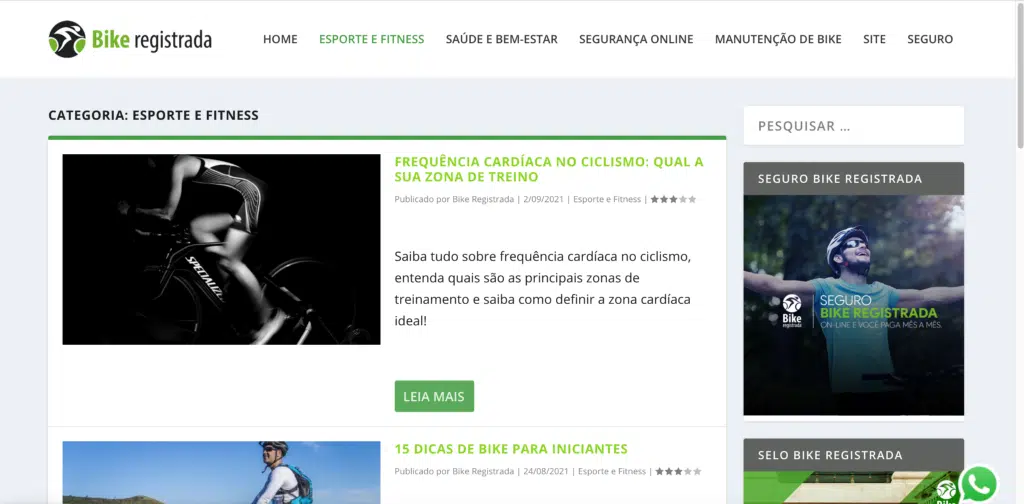 Bike registrada
HOME
ESPORTE E FITNESS
SAÚDE E BEM-ESTAR
SEGURANÇA ONLINE
MANUTENÇÃO DE BIKE
SITE
SEGURO
CATEGORIA: ESPORTE E FITNESS
SPECIALIZE
FREQUÊNCIA CARDÍACA NO CICLISMO: QUAL A
SUA ZONA DE TREINO
Publicado por Bike Registrada | 2/09/2021 | Esporte e Fitness |
Saiba tudo sobre frequência cardíaca no ciclismo,
entenda quais são as principais zonas de
treinamento e saiba como definir a zona cardíaca
ideal!
LEIA MAIS
15 DICAS DE BIKE PARA INICIANTES
Publicado por Bike Registrada | 24/08/2021 | Esporte e Fitness |
PESQUISAR …
SEGURO BIKE REGISTRADA
Bike
registrada
SEGURO
BIKE REGISTRADA
ON-LINE E VOCÊ PAGA MÊS A MÊS.
SELO BIKE REGISTRADA
Bike